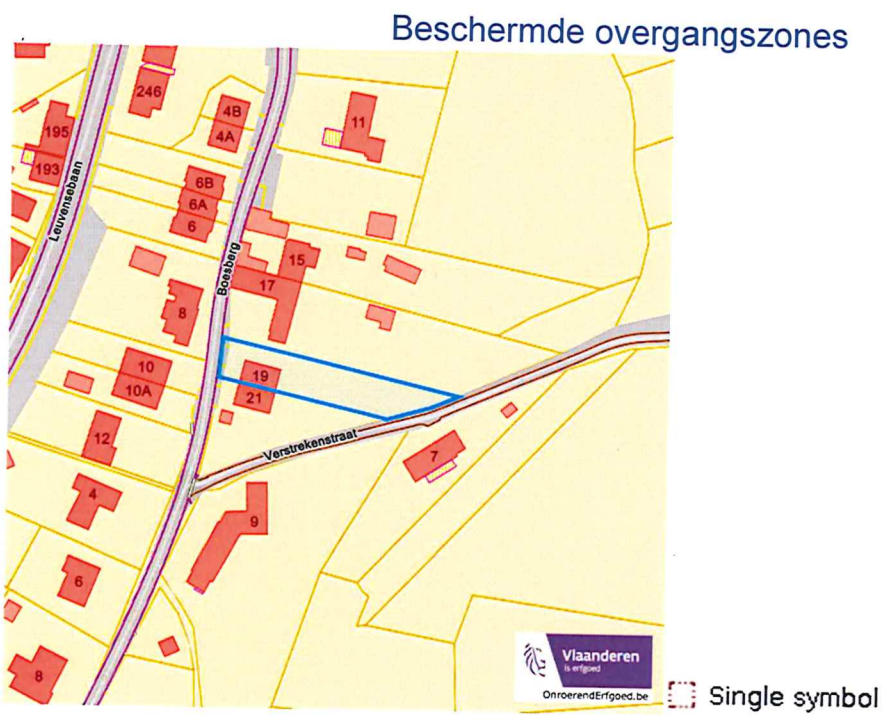 Beschermde overgangszones
246
4B
4A
11
195
193
6B
6A
6
Leuvensebaan
Boesberg
15
17
8
10
10A
19
21
12
Verstrekenstraat
7
4
9
6
8
Vlaanderen
is erfgoed
OnroerendErfgoed.be
Single symbol